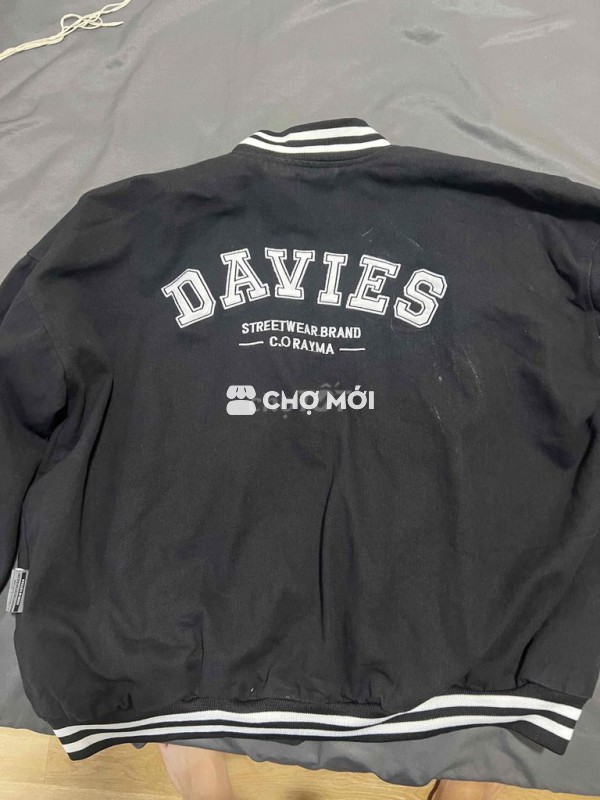 DAVIES
STREETWEAR BRAND
C.O RAYMA
CHỢ MỚI